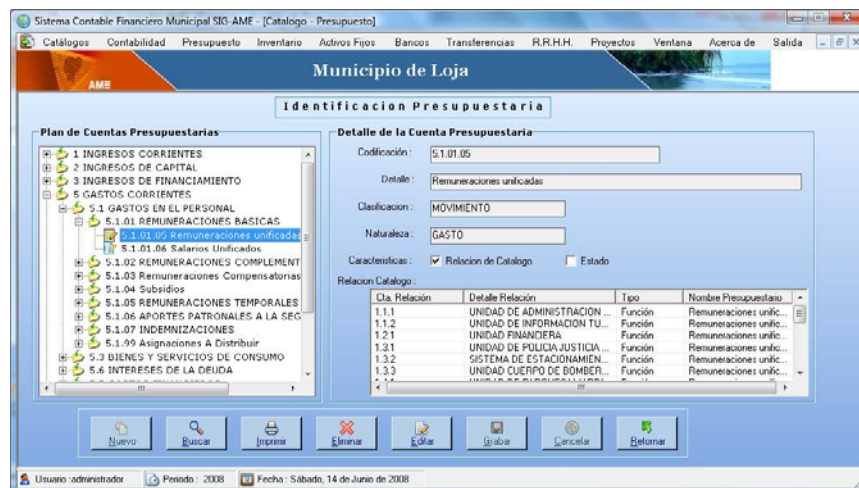 Sistema Contable Financiero Municipal SIG-AME - [Catalogo - Presupuesto]
Catálogos Contabilidad Presupuesto Inventario Activos Fijos Bancos Transferencias R.R.H.H. Proyectos Ventana Acerca de Salida
AME
Municipio de Loja
Identificacion Presupuestaria
Plan de Cuentas Presupuestarias
1 INGRESOS CORRIENTES
2 INGRESOS DE CAPITAL
3 INGRESOS DE FINANCIAMIENTO
5 GASTOS CORRIENTES
5.1 GASTOS EN EL PERSONAL
5.1.01 REMUNERACIONES BASICAS
5.1.01.05 Remuneraciones unificadas
5.1.01.06 Salarios Unificados
5.1.02 REMUNERACIONES COMPLEMENT
5.1.03 Remuneraciones Compensatorias
5.1.04 Subsidios
5.1.05 REMUNERACIONES TEMPORALES
5.1.06 APORTES PATRONALES A LA SEG
5.1.07 INDEMNIZACIONES
5.1.99 Asignaciones a Distribuir
5.3 BIENES Y SERVICIOS DE CONSUMO
5.6 INTERESES DE LA DEUDA
Detalle de la Cuenta Presupuestaria
Codificación : 5.1.01.05
Detalle : Remuneraciones unificadas
Clasificacion : MOVIMIENTO
Naturaleza : GASTO
Caracteristicas : Relacion de Catalogo Estado
Relacion Catalogo :
Cta. Relación Detalle Relación Tipo Nombre Presupuestario
1.1.1 UNIDAD DE ADMINISTRACION ... Función Remuneraciones unific...
1.1.2 UNIDAD DE INFORMACION TU... Función Remuneraciones unific...
1.2.1 UNIDAD FINANCIERA Función Remuneraciones unific...
1.3.1 UNIDAD DE POLICIA JUSTICIA ... Función Remuneraciones unific...
1.3.2 SISTEMA DE ESTACIONAMIEN... Función Remuneraciones unific...
1.3.3 UNIDAD CUERPO DE BOMBER... Función Remuneraciones unific...
Nuevo Buscar Imprimir Eliminar Editar Grabar Cancelar Retornar
Usuario :administrador Periodo : 2008 Fecha : Sábado, 14 de Junio de 2008